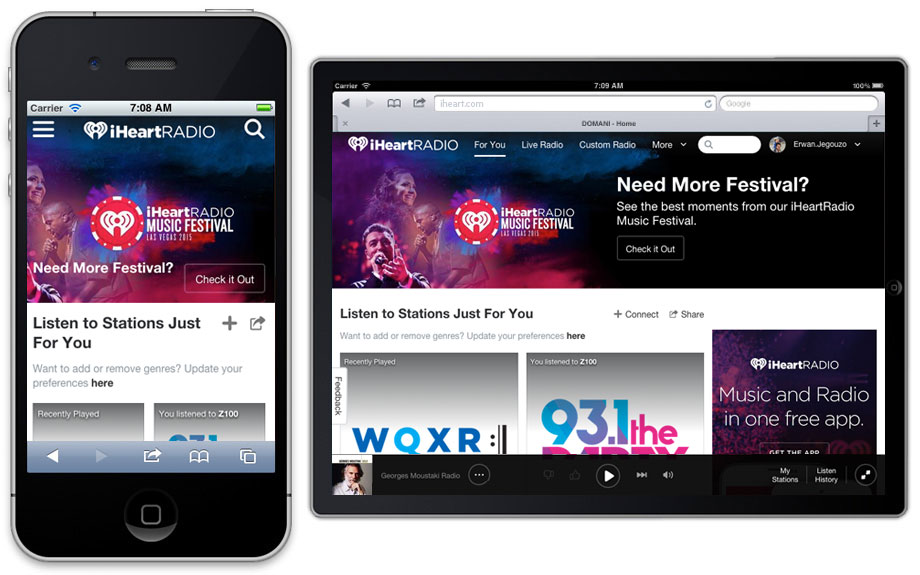 Carrier
7:08 AM
iHeartRADIO
iHeartRADIO
MUSIC FESTIVAL
LAS VEGAS 2015
Need More Festival?
Check it Out
Listen to Stations Just
For You
Want to add or remove genres? Update your
preferences here
Recently Played
You listened to Z100
93.1
Carrier
7:09 AM
100%
iheart.com
Google
DOMANI - Home
iHeartRADIO
For You
Live Radio
Custom Radio
More
Erwan.Jegouzo
iHeartRADIO
MUSIC FESTIVAL
LAS VEGAS 2015
Need More Festival?
See the best moments from our iHeartRadio
Music Festival.
Check it Out
Listen to Stations Just For You
Connect
Share
Want to add or remove genres? Update your preferences here
Feedback
Recently Played
WQXR
You listened to Z100
93.1 the
PARTY
iHeartRADIO
Music and Radio
in one free app.
GET THE APP
Georges Moustaki Radio
My
Stations
Listen
History